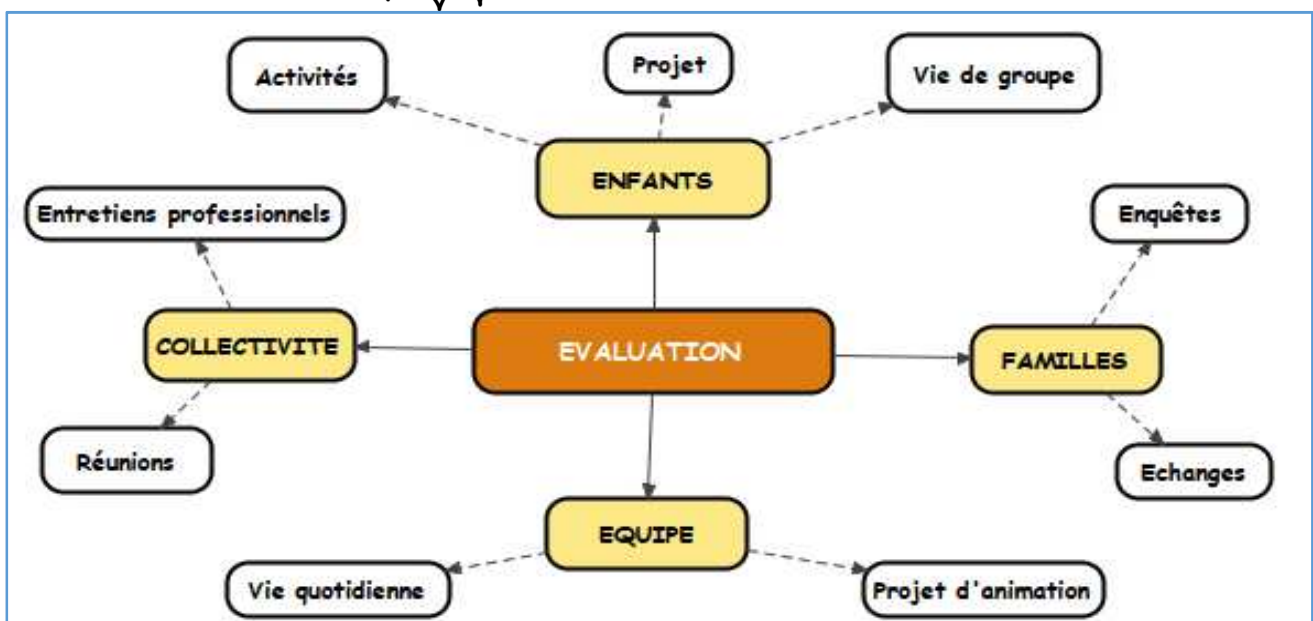 Activités
Projet
Vie de groupe
ENFANTS
Entretiens professionnels
Enquêtes
COLLECTIVITE
EVALUATION
FAMILLES
Réunions
Echanges
EQUIPE
Vie quotidienne
Projet d'animation